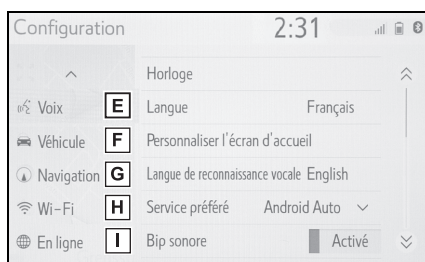 Configuration 2:31
Horloge
Voix E Langue Français
Véhicule F Personnaliser l'écran d'accueil
Navigation G Langue de reconnaissance vocale English
Wi-Fi H Service préféré Android Auto
En ligne I Bip sonore Activé